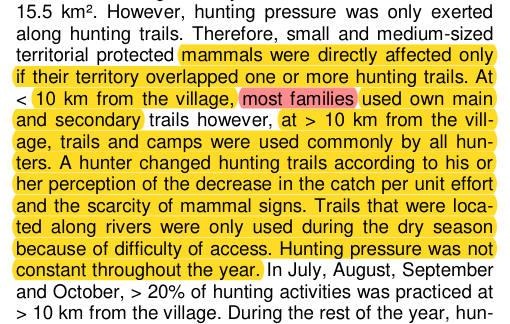 15.5 km². However, hunting pressure was only exerted
along hunting trails. Therefore, small and medium-sized
territorial protected mammals were directly affected only
if their territory overlapped one or more hunting trails. At
< 10 km from the village, most families used own main
and secondary trails however, at > 10 km from the vill-
age, trails and camps were used commonly by all hun-
ters. A hunter changed hunting trails according to his or
her perception of the decrease in the catch per unit effort
and the scarcity of mammal signs. Trails that were loca-
ted along rivers were only used during the dry season
because of difficulty of access. Hunting pressure was not
constant throughout the year. In July, August, September
and October, > 20% of hunting activities was practiced at
> 10 km from the village. During the rest of the year, hun-